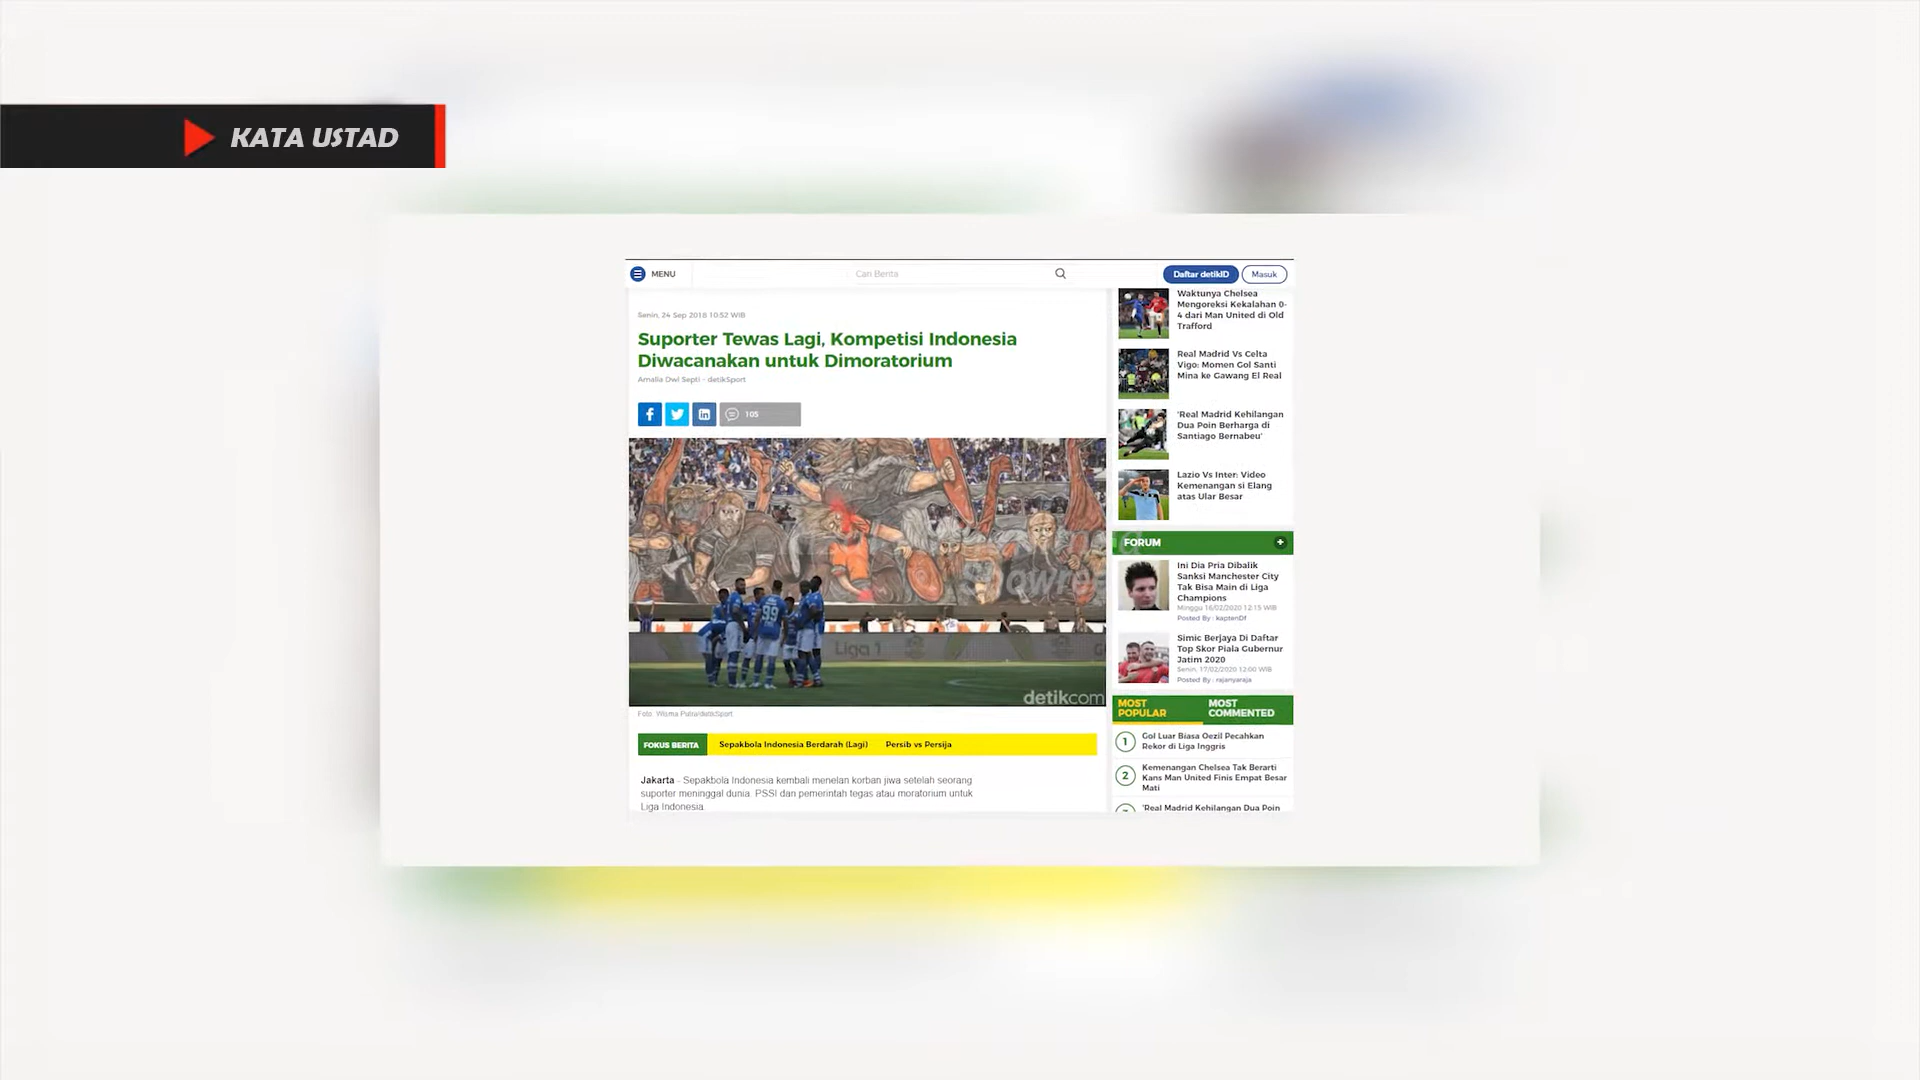 KATA USTAD
MENU
Cari Berita
Daftar detikID
Masuk
Senin, 24 Sep 2018 10:52 WIB
Suporter Tewas Lagi, Kompetisi Indonesia
Diwacanakan untuk Dimoratorium
Amalia Dwi Septi - detikSport
105
99
Liga 1
detikcom
Foto: Wisma Putra/detikSport
FOKUS BERITA
Sepakbola Indonesia Berdarah (Lagi)
Persib vs Persija
Jakarta - Sepakbola Indonesia kembali menelan korban jiwa setelah seorang
suporter meninggal dunia. PSSI dan pemerintah tegas atau moratorium untuk
Liga Indonesia.
Waktunya Chelsea
Mengoreksi Kekalahan 0-
4 dari Man United di Old
Trafford
Real Madrid Vs Celta
Vigo: Momen Gol Santi
Mina ke Gawang El Real
'Real Madrid Kehilangan
Dua Poin Berharga di
Santiago Bernabeu'
Lazio Vs Inter: Video
Kemenangan si Elang
atas Ular Besar
FORUM
Ini Dia Pria Dibalik
Sanksi Manchester City
Tak Bisa Main di Liga
Champions
Minggu 16/02/2020 12:15 WIB
Posted By : kaptenDf
Simic Berjaya Di Daftar
Top Skor Piala Gubernur
Jatim 2020
Senin, 17/02/2020 12:00 WIB
Posted By : rajanyaraja
MOST
POPULAR
MOST
COMMENTED
1
Gol Luar Biasa Oezil Pecahkan
Rekor di Liga Inggris
2
Kemenangan Chelsea Tak Berarti
Kans Man United Finis Empat Besar
Mati
'Real Madrid Kehilangan Dua Poin